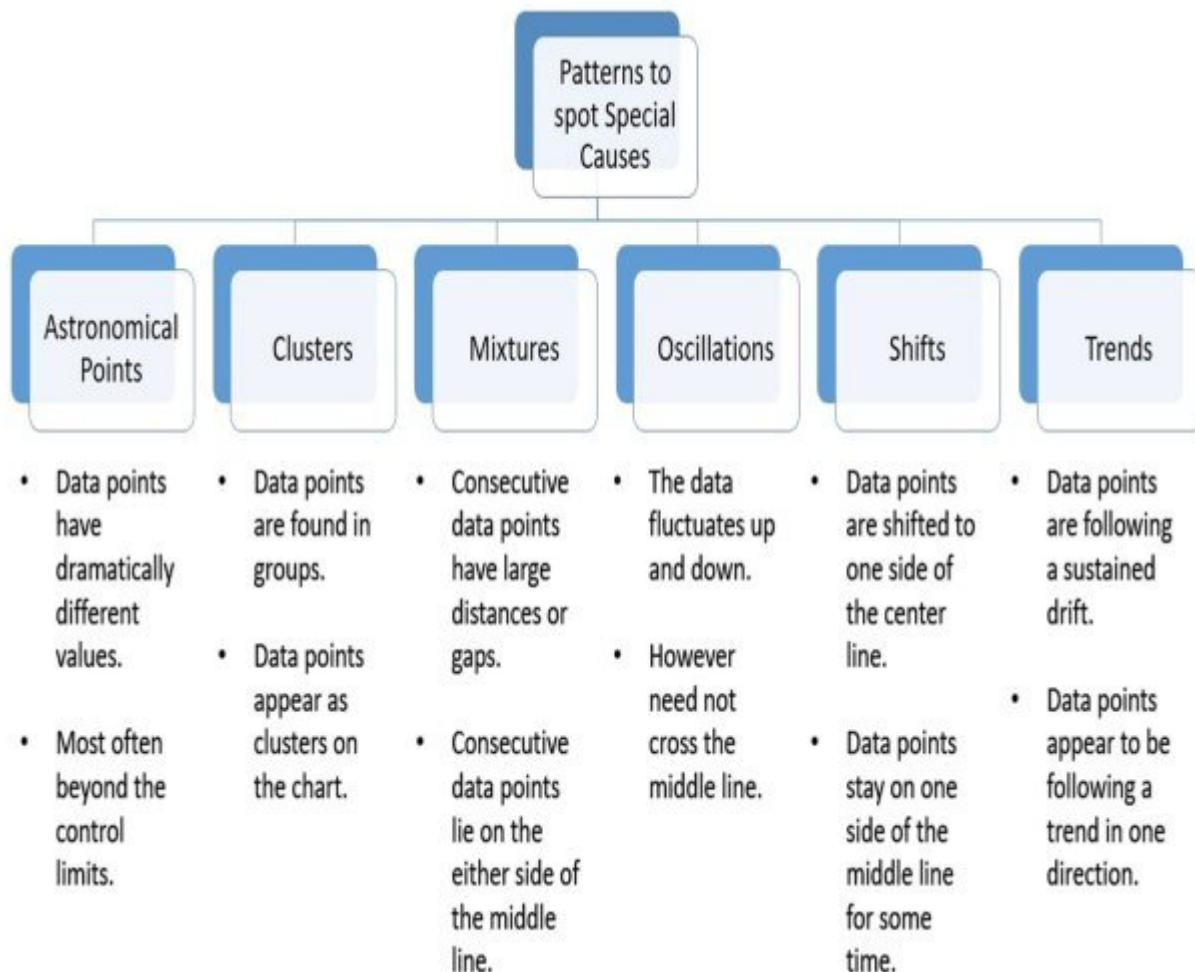 Patterns to
spot Special
Causes
Astronomical
Points
Clusters
Mixtures
Oscillations
Shifts
Trends
• Data points
have
dramatically
different
values.
• Most often
beyond the
control
limits.
• Data points
are found in
groups.
• Data points
appear as
clusters on
the chart.
• Consecutive
data points
have large
distances or
gaps.
• Consecutive
data points
lie on the
either side of
the middle
line.
• The data
fluctuates up
and down.
• However
need not
cross the
middle line.
• Data points
are shifted to
one side of
the center
line.
• Data points
stay on one
side of the
middle line
for some
time.
• Data points
are following
a sustained
drift.
• Data points
appear to be
following a
trend in one
direction.